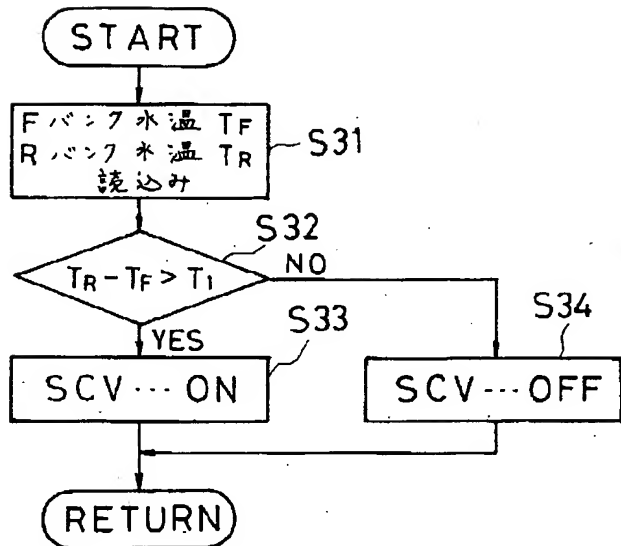 START
Fバンク水温 TF
Rバンク水温 TR
読込み
S31
S32
TR-TF>T1
NO
YES
S33
S34
SCV…ON
SCV…OFF
RETURN